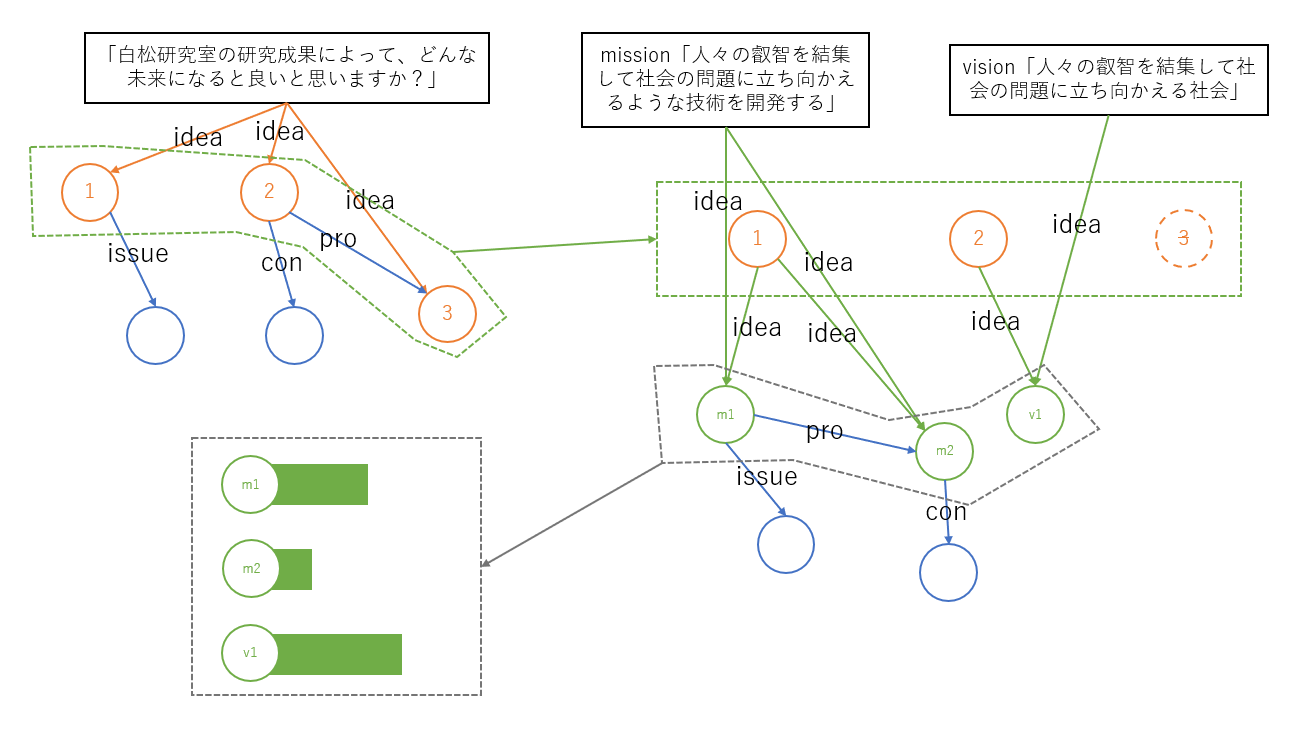 「白松研究室の研究成果によって、どんな
未来になると良いと思いますか？」
mission「人々の叡智を結集
して社会の問題に立ち向かえ
るような技術を開発する」
vision「人々の叡智を結集して社
会の問題に立ち向かえる社会」
idea
idea
idea
1
2
3
issue
con
pro
idea
idea
idea
1
2
3
idea
idea
idea
m1
m2
v1
pro
issue
con
m1
m2
v1